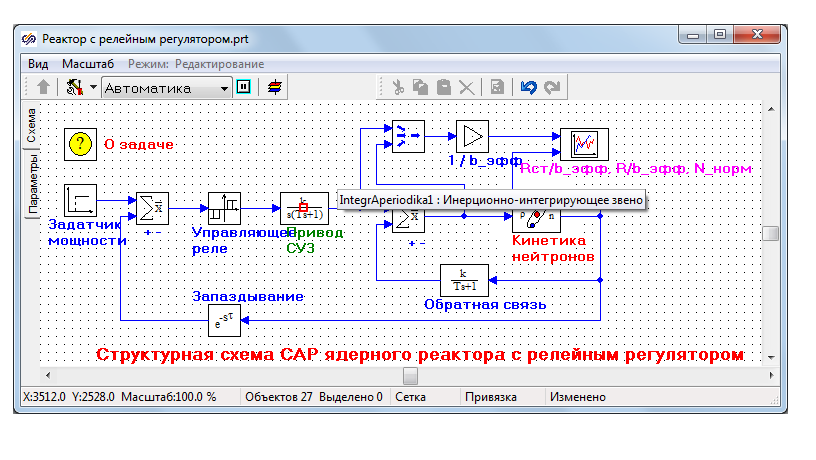 Реактор с релейным регулятором.prt
Вид Масштаб Режим: Редактирование
Автоматика
Схема
Параметры
? О задаче
1 / b_эфф
Rст/b_эфф, R/b_эфф, N_норм
Задатчик
мощности
+ -
Управляющее
реле
k
s(Ts+1)
Привод
СУЗ
IntegrAperiodika1 : Инерционно-интегрирующее звено
+ -
ρ n
Кинетика
нейтронов
k
Ts+1
Обратная связь
Запаздывание
e-sτ
Структурная схема САР ядерного реактора с релейным регулятором
X:3512.0 Y:2528.0 Масштаб:100.0 % Объектов 27 Выделено 0 Сетка Привязка Изменено